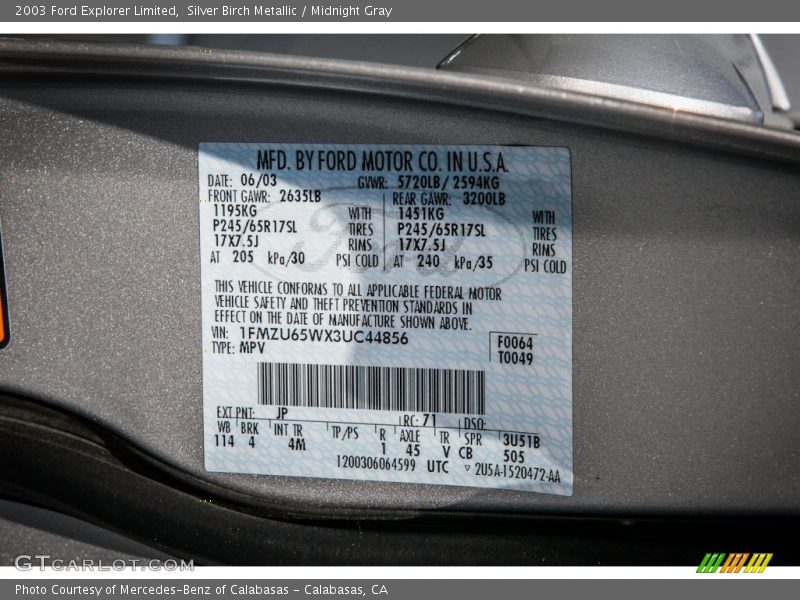 2003 Ford Explorer Limited, Silver Birch Metallic / Midnight Gray
MFD. BY FORD MOTOR CO. IN U.S.A.
DATE: 06/03 GVWR: 5720LB/ 2594KG
FRONT GAWR: 2635LB REAR GAWR: 3200LB
1195KG WITH 1451KG WITH
P245/65R17SL TIRES P245/65R17SL TIRES
17X7.5J RIMS 17X7.5J RIMS
AT 205 kPa/30 PSI COLD AT 240 kPa/35 PSI COLD
THIS VEHICLE CONFORMS TO ALL APPLICABLE FEDERAL MOTOR
VEHICLE SAFETY AND THEFT PREVENTION STANDARDS IN
EFFECT ON THE DATE OF MANUFACTURE SHOWN ABOVE.
VIN: 1FMZU65WX3UC44856 F0064
TYPE: MPV T0049
EXT PNT: JP RC: 71 DSO:
WB BRK INT TR TP/PS R AXLE TR SPR 3U51B
114 4 4M 1 45 V CB 505
1200306064599 UTC ▽ 2U5A-1520472-AA
Ford
GTCARLOT.COM
Photo Courtesy of Mercedes-Benz of Calabasas - Calabasas, CA